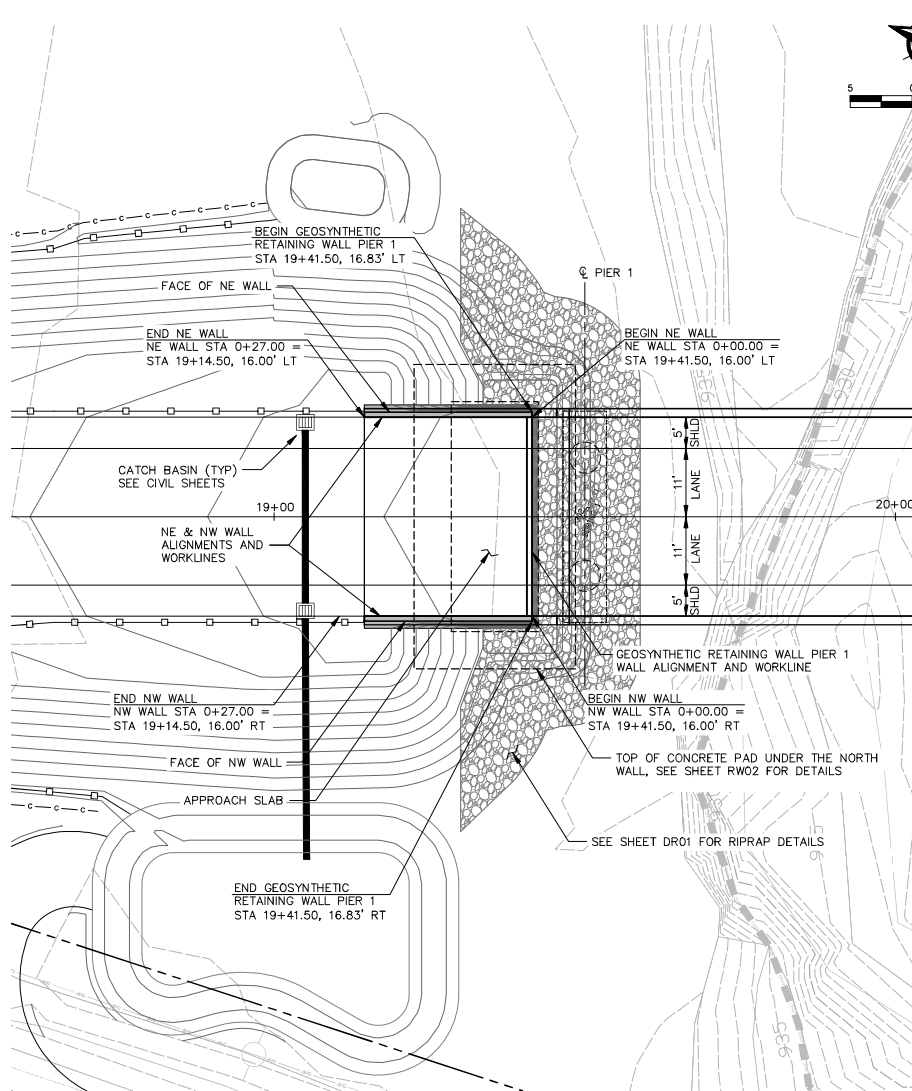 5
0
C
C
C
C
C
BEGIN GEOSYNTHETIC
RETAINING WALL PIER 1
STA 19+41.50, 16.83' LT
℄ PIER 1
FACE OF NE WALL
END NE WALL
NE WALL STA 0+27.00 =
STA 19+14.50, 16.00' LT
BEGIN NE WALL
NE WALL STA 0+00.00 =
STA 19+41.50, 16.00' LT
930
930
5'
SHLD
11'
LANE
CATCH BASIN (TYP)
SEE CIVIL SHEETS
19+00
20+00
NE & NW WALL
ALIGNMENTS AND
WORKLINES
11'
LANE
5'
SHLD
GEOSYNTHETIC RETAINING WALL PIER 1
WALL ALIGNMENT AND WORKLINE
END NW WALL
NW WALL STA 0+27.00 =
STA 19+14.50, 16.00' RT
BEGIN NW WALL
NW WALL STA 0+00.00 =
STA 19+41.50, 16.00' RT
FACE OF NW WALL
TOP OF CONCRETE PAD UNDER THE NORTH
WALL, SEE SHEET RW02 FOR DETAILS
APPROACH SLAB
C
C
SEE SHEET DR01 FOR RIPRAP DETAILS
935
END GEOSYNTHETIC
RETAINING WALL PIER 1
STA 19+41.50, 16.83' RT
935